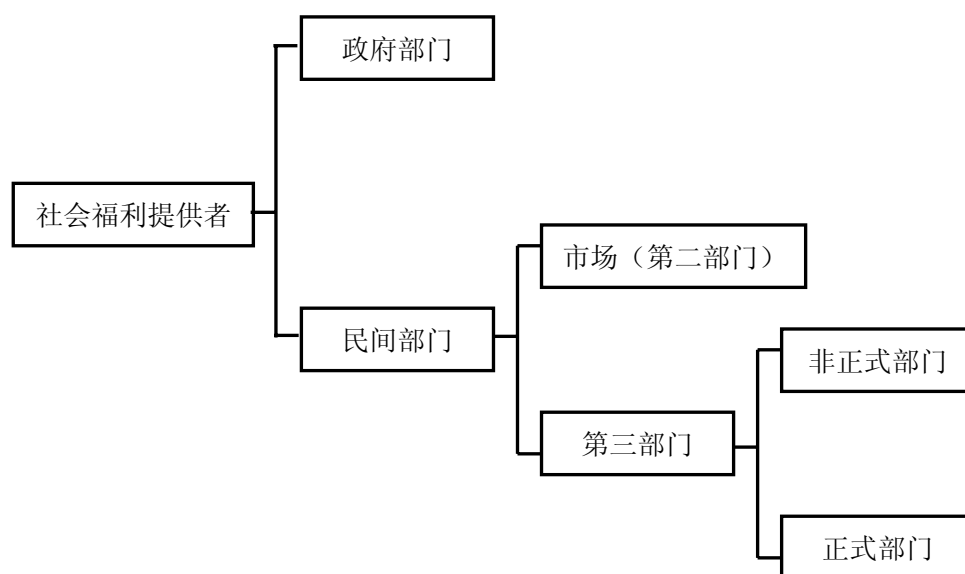 政府部门
社会福利提供者
市场（第二部门）
民间部门
非正式部门
第三部门
正式部门